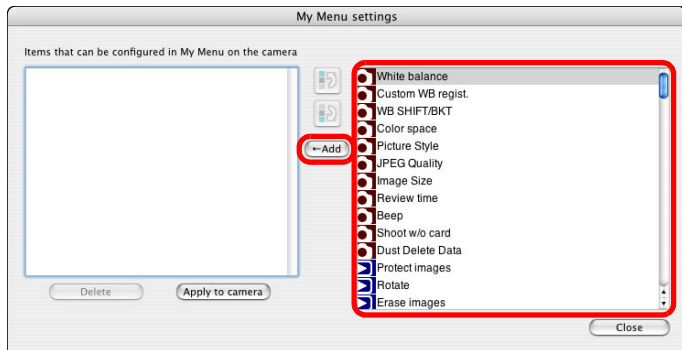 My Menu settings
Items that can be configured in My Menu on the camera
←Add
Delete
Apply to camera
White balance
Custom WB regist.
WB SHIFT/BKT
Color space
Picture Style
JPEG Quality
Image Size
Review time
Beep
Shoot w/o card
Dust Delete Data
Protect images
Rotate
Erase images
Close